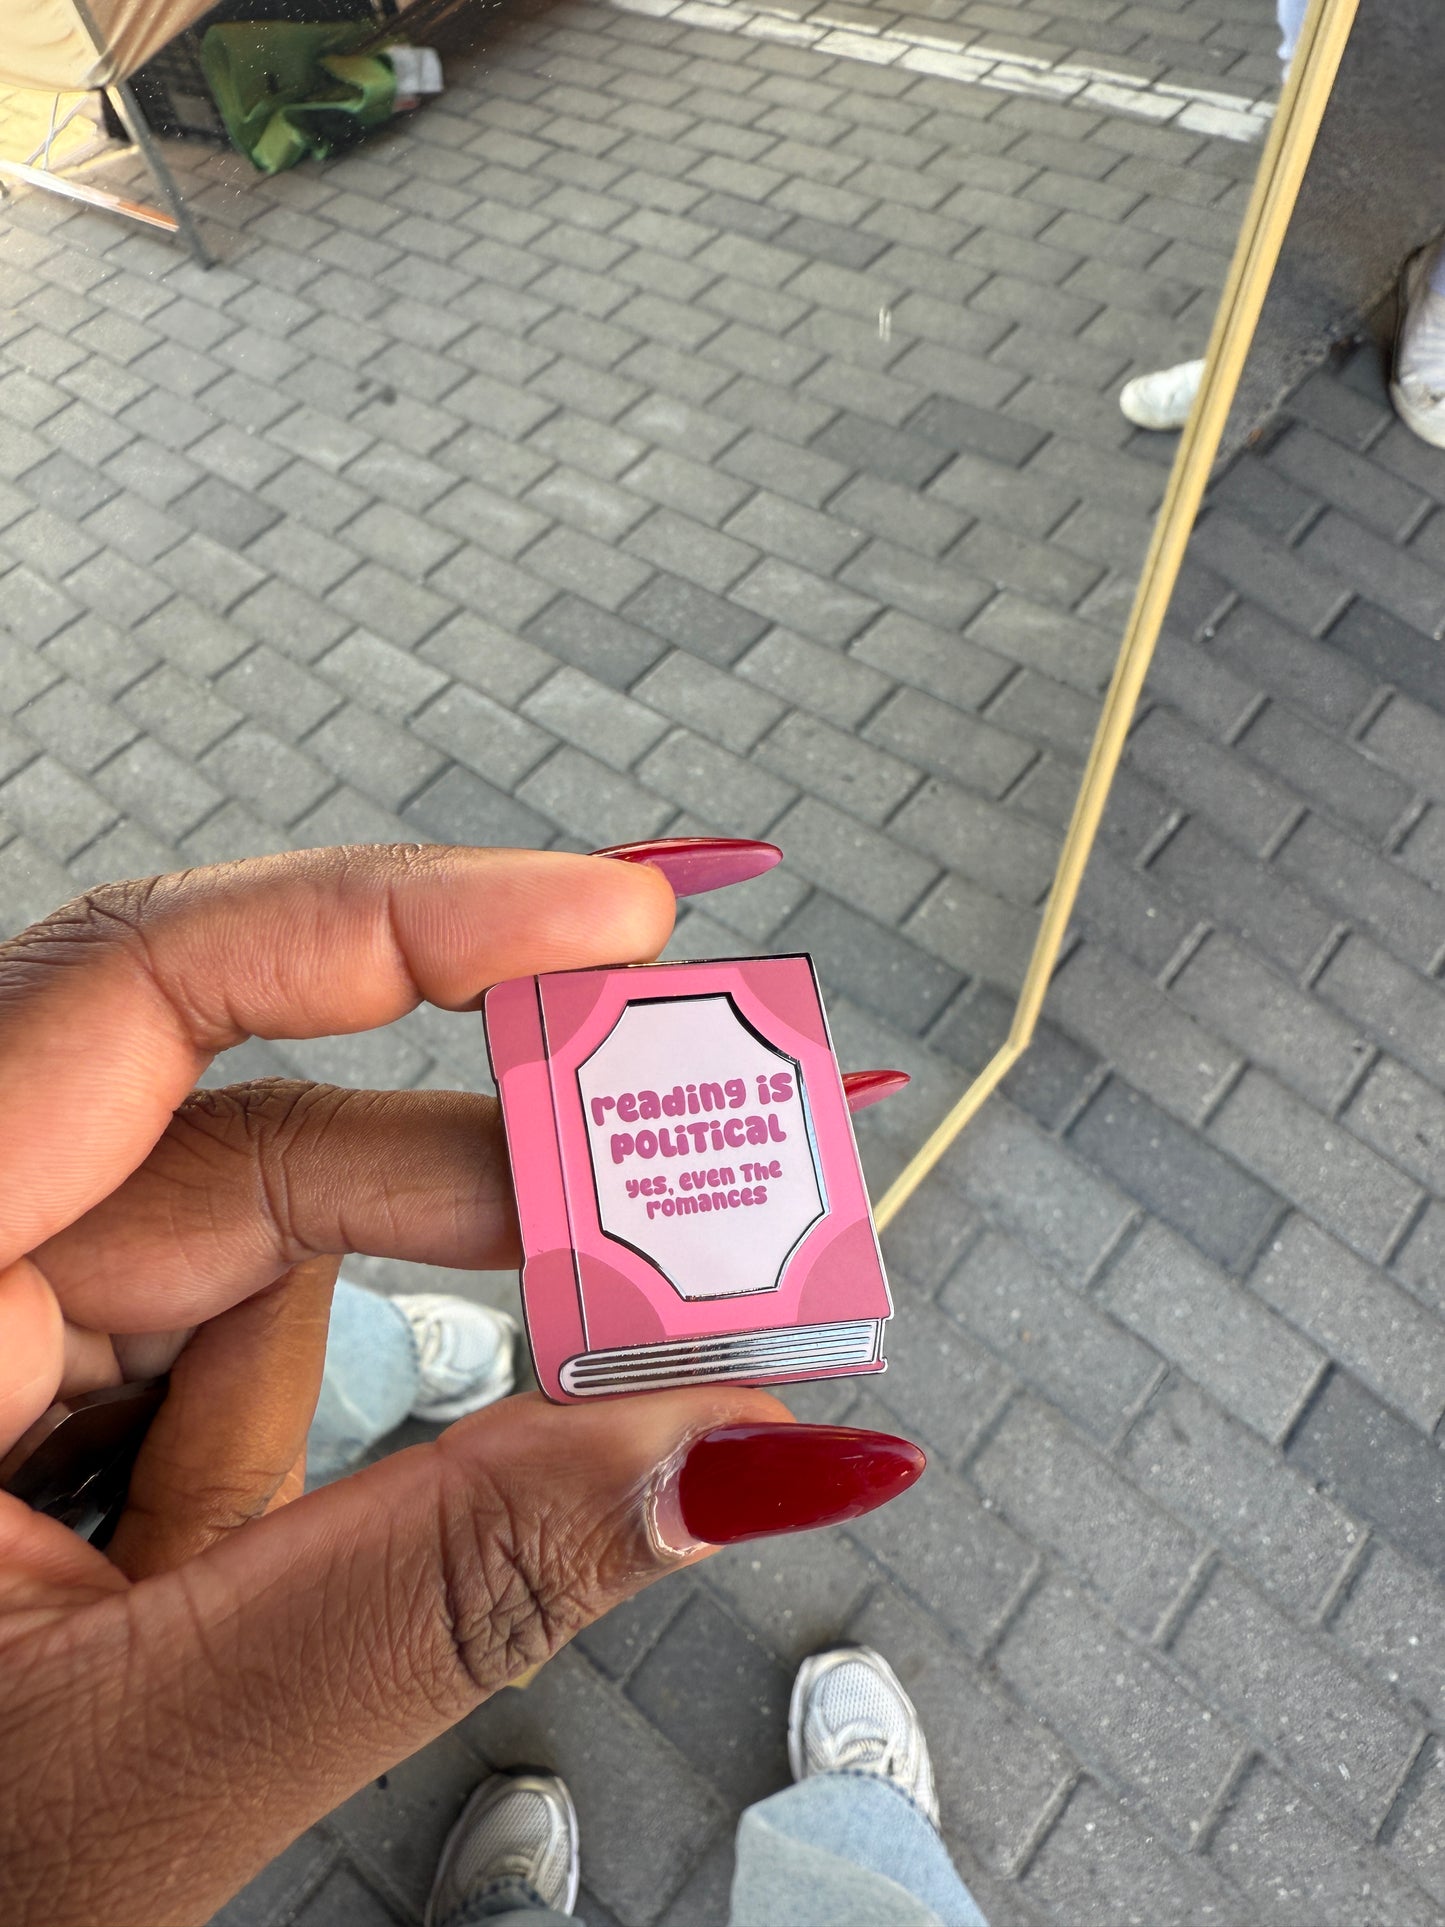 reading is
political
yes, even the
romances